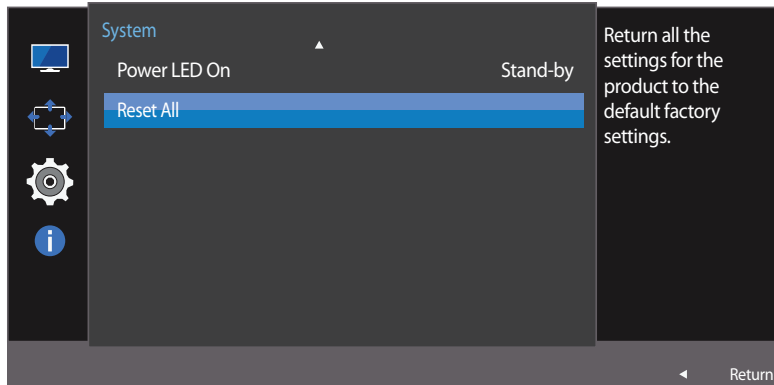 System
Power LED On Stand-by
Reset All
Return all the
settings for the
product to the
default factory
settings.
Return